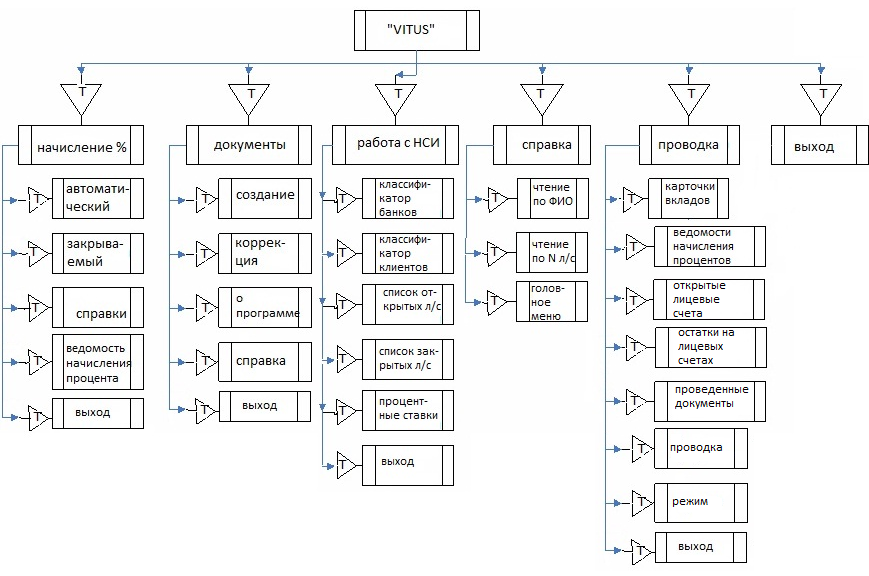 "VITUS"
Т
Т
Т
Т
Т
Т
начисление %
документы
работа с НСИ
справка
проводка
выход
Т
автомати-
ческий
Т
закрыва-
емый
Т
справки
Т
ведомость
начисления
процента
Т
выход
Т
создание
Т
коррек-
ция
Т
о
программе
Т
справка
Т
выход
Т
классифи-
катор
банков
Т
классифи-
катор
клиентов
Т
список от-
крытых л/с
Т
список зак-
рытых л/с
Т
процент-
ные ставки
Т
выход
Т
чтение
по ФИО
Т
чтение
по N л/с
Т
голов-
ное
меню
Т
карточки
вкладов
Т
ведомости
начисления
процентов
Т
открытые
лицевые
счета
Т
остатки на
лицевых
счетах
Т
проведенные
документы
Т
проводка
Т
режим
Т
выход